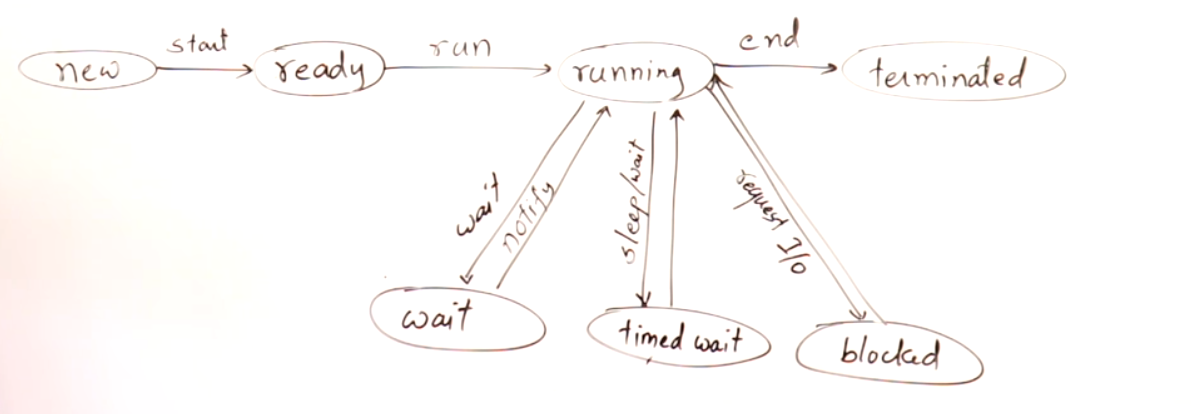 start
run
end
new
ready
running
terminated
wait
notify
sleep/wait
request I/O
wait
timed wait
blocked